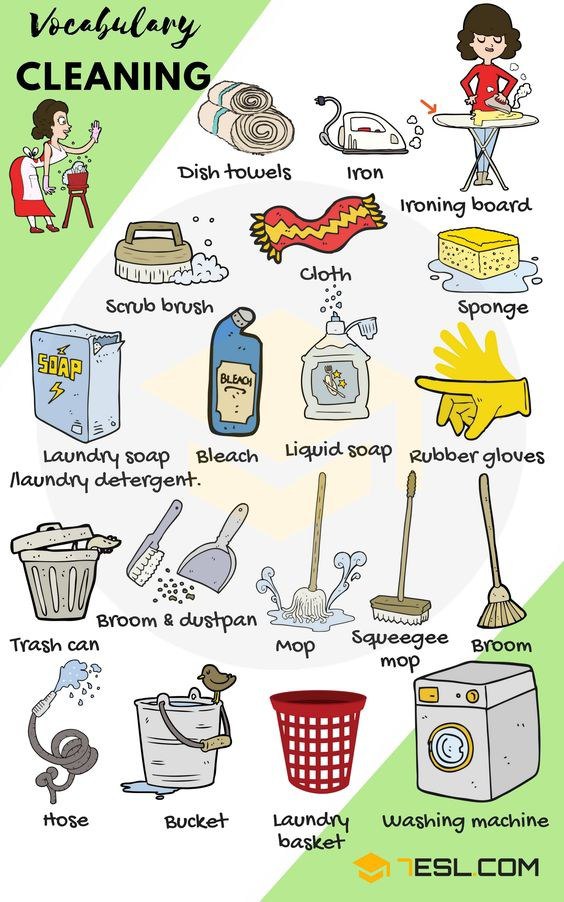 Vocabulary
CLEANING
Dish towels
Iron
Ironing board
Scrub brush
Cloth
Sponge
SOAP
BLEACH
Laundry soap
/laundry detergent.
Bleach
Liquid soap
Rubber gloves
Trash can
Broom & dustpan
Mop
Squeegee
mop
Broom
Hose
Bucket
Laundry
basket
Washing machine
7ESL.COM